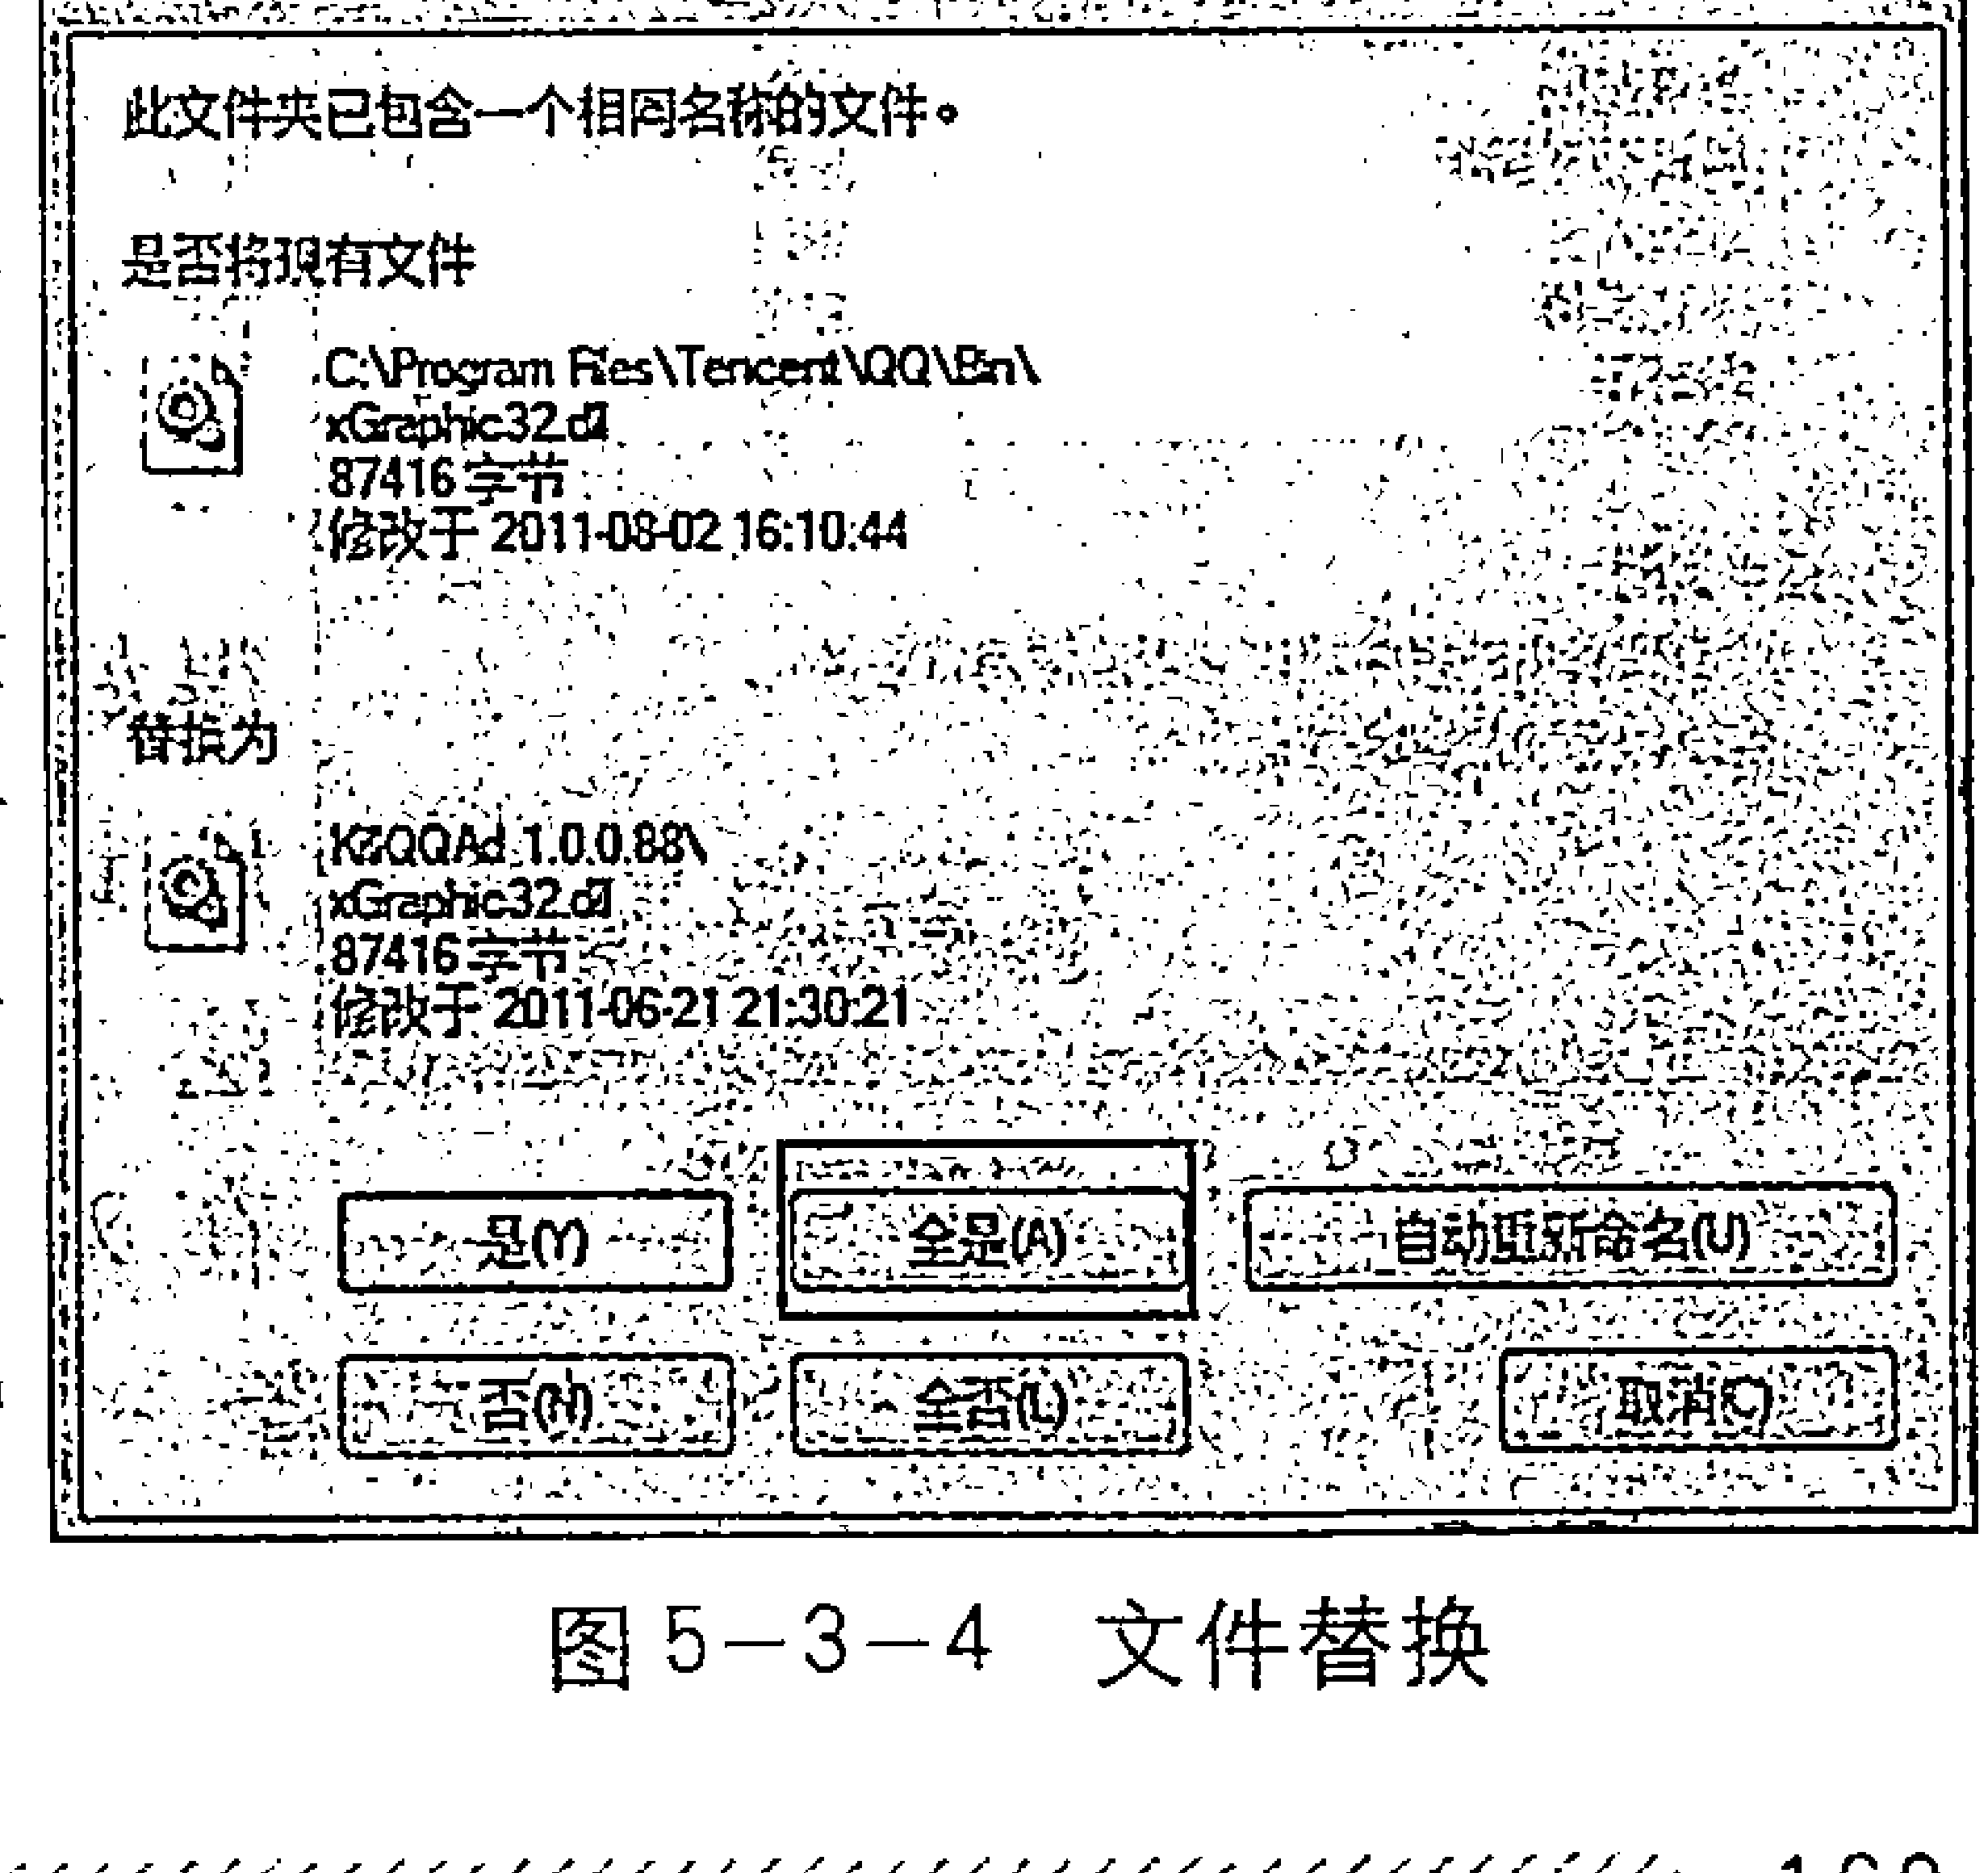 此文件夹已包含一个相同名称的文件。
是否将现有文件
C:\Program Files\Tencent\QQ\Bin\
xGraphic32.dll
87416 字节
修改于 2011-08-02 16:10:44
替换为
KzQQAd 1.0.0.88\
xGraphic32.dll
87416 字节
修改于 2011-06-21 21:30:21
是(Y) 全是(A) 自动重新命名(U)
否(N) 全否(L) 取消(C)
图 5-3-4 文件替换